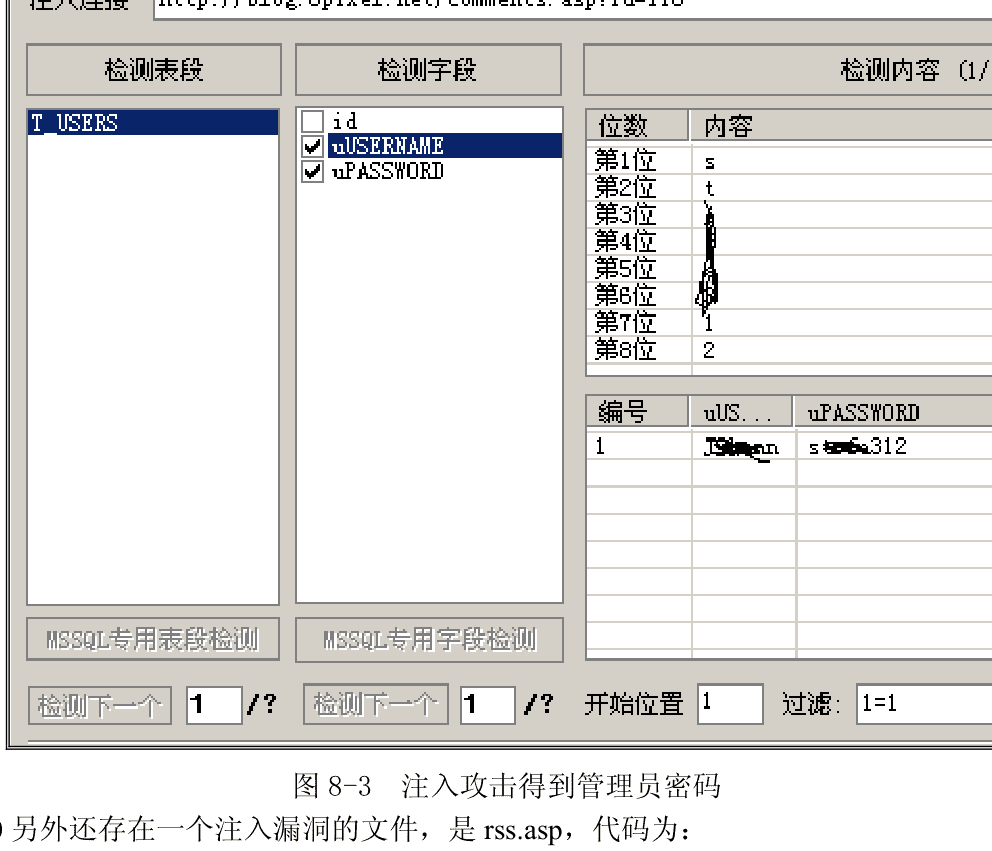 检测表段 检测字段 检测内容 (1/
T_USERS
id
uUSERNAME
uPASSWORD
位数 内容
第1位 s
第2位 t
第3位
第4位
第5位
第6位
第7位 1
第8位 2
编号 uUS... uPASSWORD
1
MSSQL专用表段检测 MSSQL专用字段检测
检测下一个 1 /? 检测下一个 1 /? 开始位置 1 过滤: 1=1
图 8-3 注入攻击得到管理员密码
另外还存在一个注入漏洞的文件，是 rss.asp，代码为：